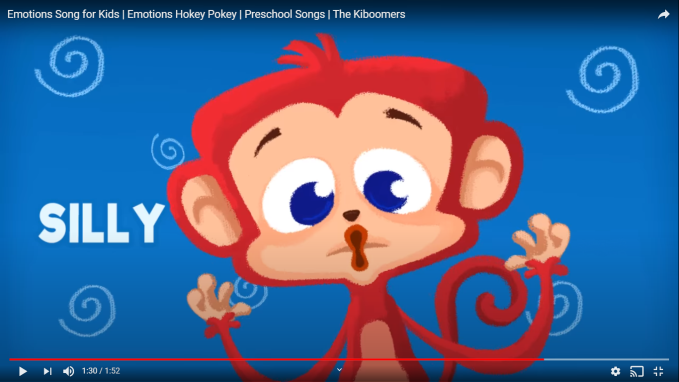 Emotions Song for Kids | Emotions Hokey Pokey | Preschool Songs | The Kiboomers
SILLY
1:30 / 1:52